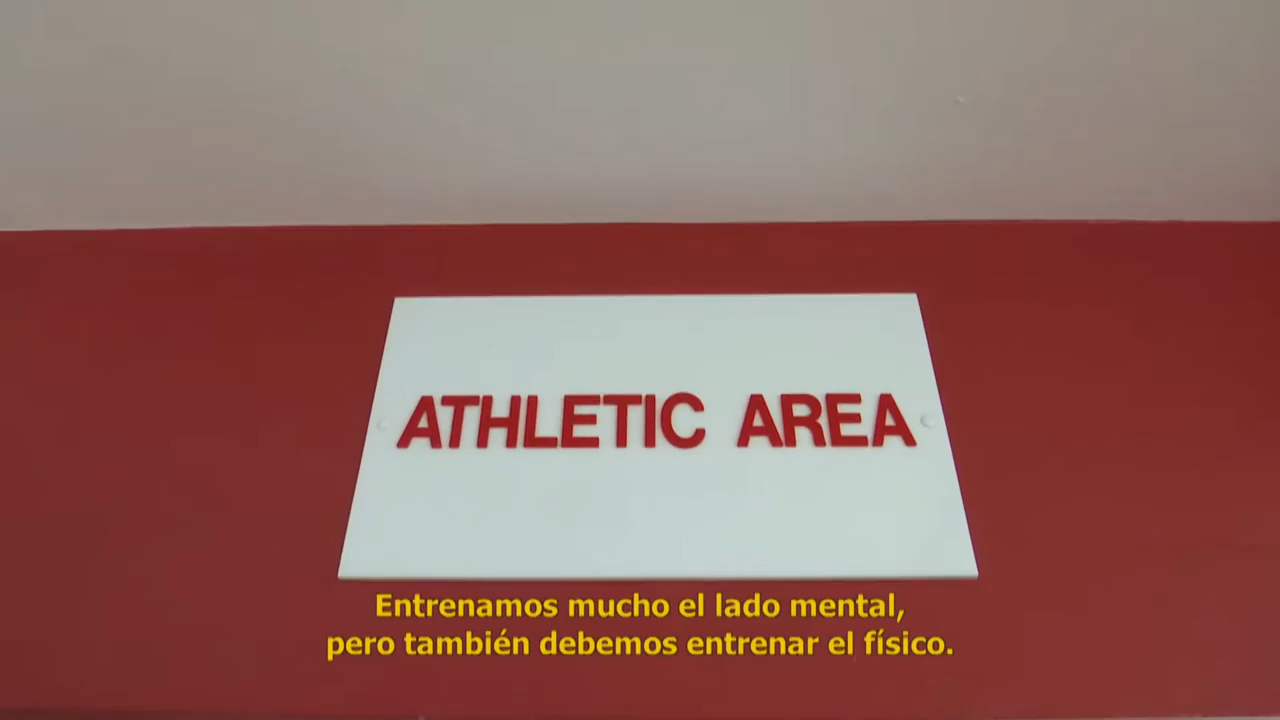 ATHLETIC AREA
Entrenamos mucho el lado mental,
pero también debemos entrenar el físico.